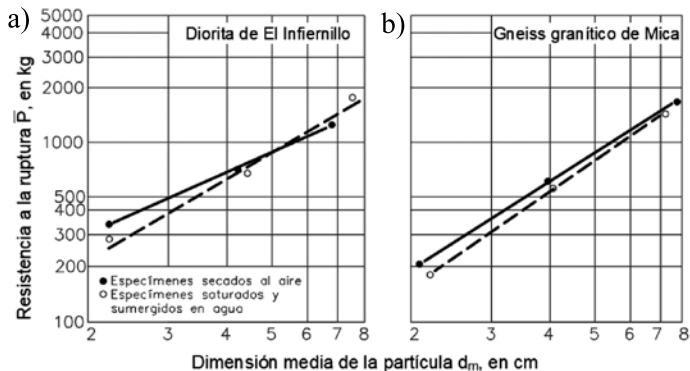 a)
Diorita de El Infiernillo
b)
Gneiss granítico de Mica
Resistencia a la ruptura P̅, en kg
5000
3000
2000
1000
500
400
300
200
100
● Especímenes secados al aire
○ Especímenes saturados y
sumergidos en agua
2 3 4 5 6 7 8
2 3 4 5 6 7 8
Dimensión media de la partícula dₘ, en cm